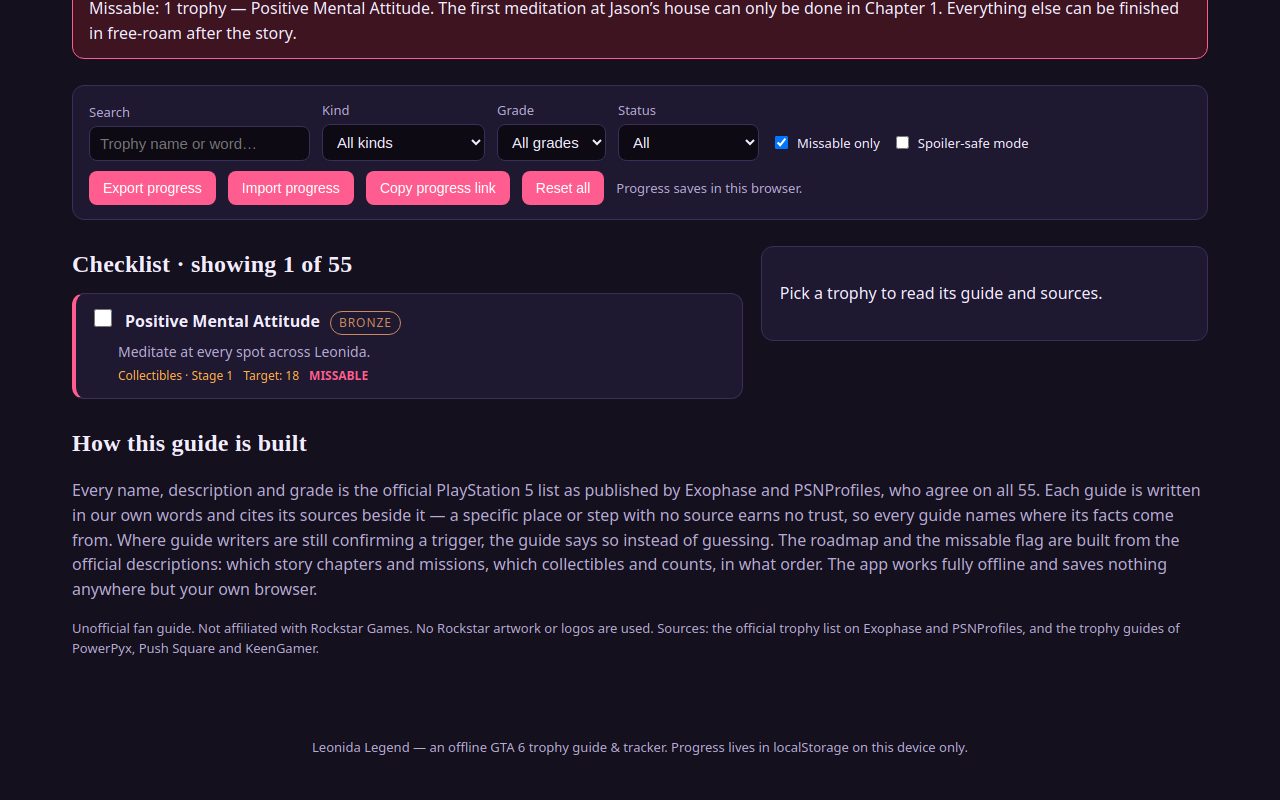 Missable: 1 trophy — Positive Mental Attitude. The first meditation at Jason’s house can only be done in Chapter 1. Everything else can be finished
in free-roam after the story.
Search
Kind
Grade
Status
Trophy name or word…
All kinds
All grades
All
Missable only
Spoiler-safe mode
Export progress
Import progress
Copy progress link
Reset all
Progress saves in this browser.
Checklist · showing 1 of 55
Positive Mental Attitude
BRONZE
Meditate at every spot across Leonida.
Collectibles · Stage 1 Target: 18 MISSABLE
Pick a trophy to read its guide and sources.
How this guide is built
Every name, description and grade is the official PlayStation 5 list as published by Exophase and PSNProfiles, who agree on all 55. Each guide is written
in our own words and cites its sources beside it — a specific place or step with no source earns no trust, so every guide names where its facts come
from. Where guide writers are still confirming a trigger, the guide says so instead of guessing. The roadmap and the missable flag are built from the
official descriptions: which story chapters and missions, which collectibles and counts, in what order. The app works fully offline and saves nothing
anywhere but your own browser.
Unofficial fan guide. Not affiliated with Rockstar Games. No Rockstar artwork or logos are used. Sources: the official trophy list on Exophase and PSNProfiles, and the trophy guides of
PowerPyx, Push Square and KeenGamer.
Leonida Legend — an offline GTA 6 trophy guide & tracker. Progress lives in localStorage on this device only.